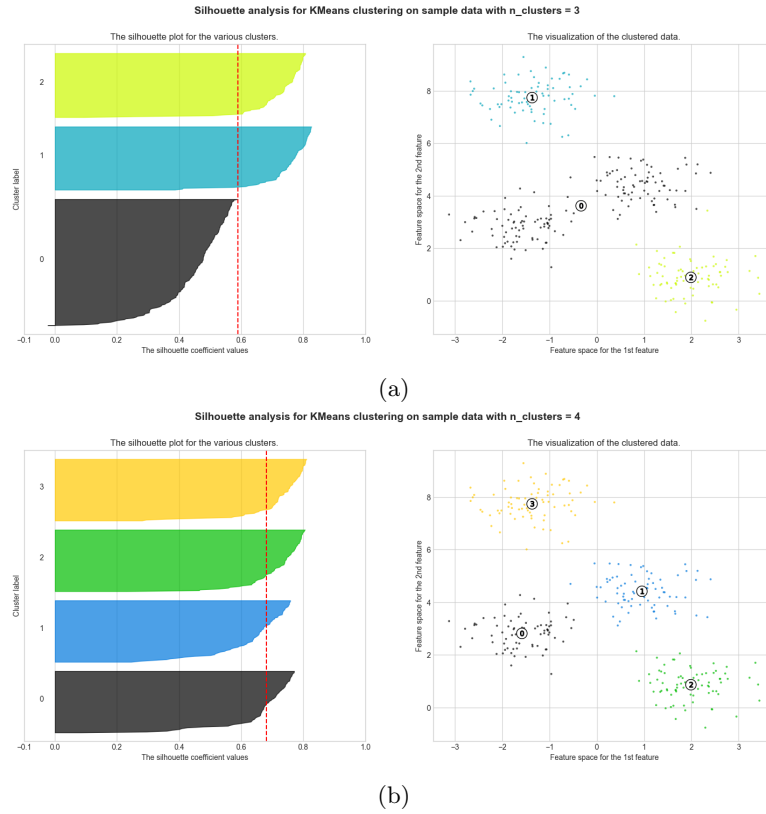 Silhouette analysis for KMeans clustering on sample data with n_clusters = 3
The silhouette plot for the various clusters.
Cluster label
2
1
0
−0.1 0.0 0.2 0.4 0.6 0.8 1.0
The silhouette coefficient values
The visualization of the clustered data.
Feature space for the 2nd feature
8
6
4
2
0
1
0
2
−3 −2 −1 0 1 2 3
Feature space for the 1st feature
(a)
Silhouette analysis for KMeans clustering on sample data with n_clusters = 4
The silhouette plot for the various clusters.
Cluster label
3
2
1
0
−0.1 0.0 0.2 0.4 0.6 0.8 1.0
The silhouette coefficient values
The visualization of the clustered data.
Feature space for the 2nd feature
8
6
4
2
0
3
1
0
2
−3 −2 −1 0 1 2 3
Feature space for the 1st feature
(b)